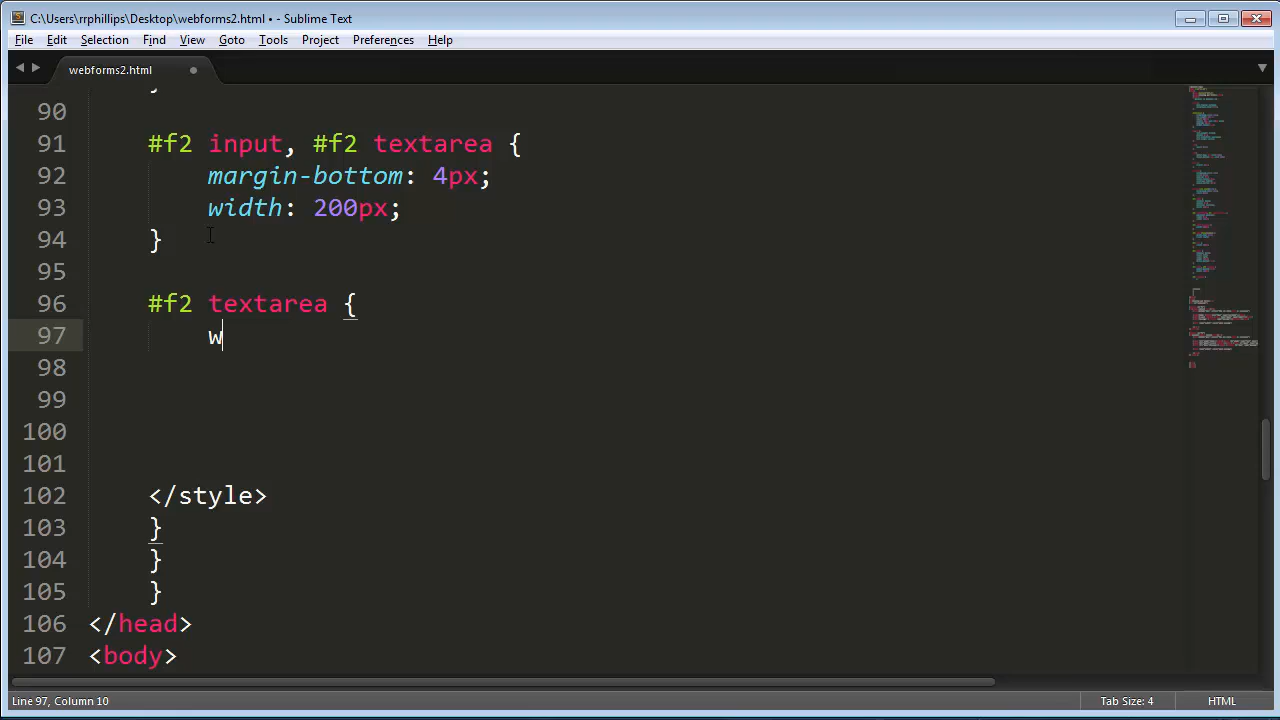 C:\Users\rrphillips\Desktop\webforms2.html • - Sublime Text
File Edit Selection Find View Goto Tools Project Preferences Help
webforms2.html
}
90
91 #f2 input, #f2 textarea {
92 margin-bottom: 4px;
93 width: 200px;
94 }
95
96 #f2 textarea {
97 w
98
99
100
101
102 </style>
103 }
104 }
105 }
106 </head>
107 <body>
Line 97, Column 10 Tab Size: 4 HTML